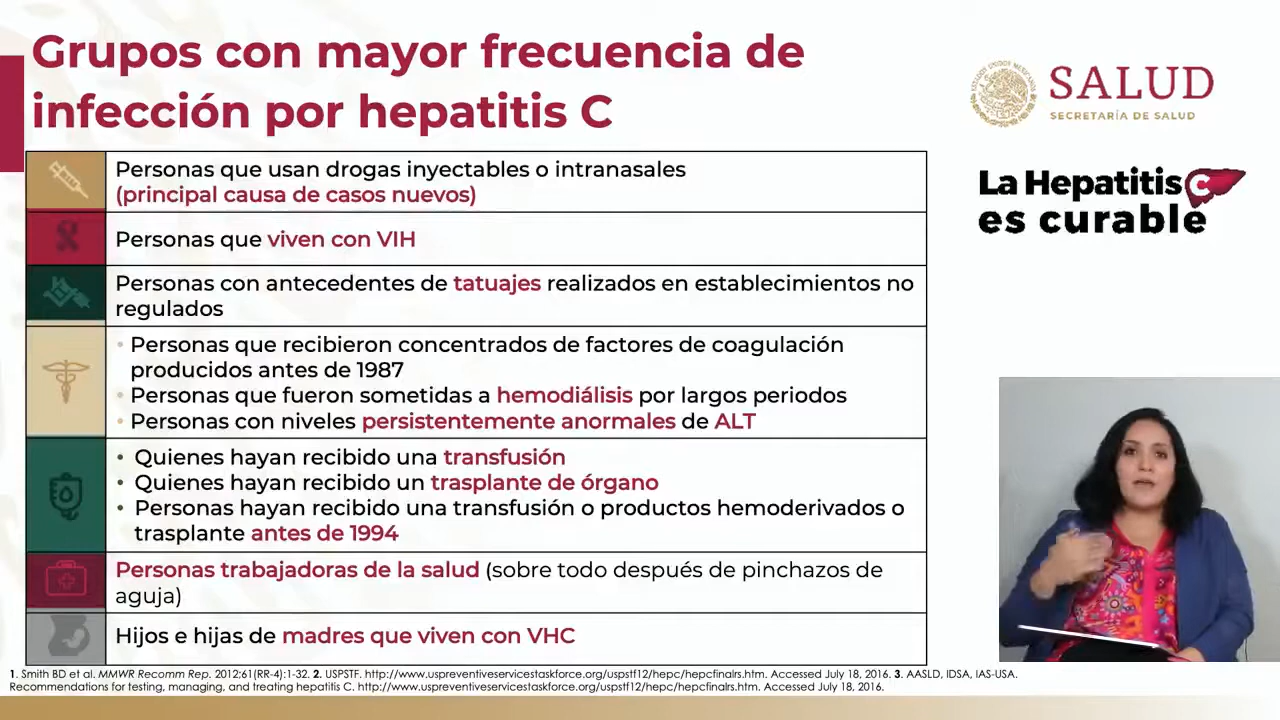 Grupos con mayor frecuencia de
infección por hepatitis C
SALUD
SECRETARÍA DE SALUD
La Hepatitis C
es curable
Personas que usan drogas inyectables o intranasales
(principal causa de casos nuevos)
Personas que viven con VIH
Personas con antecedentes de tatuajes realizados en establecimientos no
regulados
• Personas que recibieron concentrados de factores de coagulación
producidos antes de 1987
• Personas que fueron sometidas a hemodiálisis por largos periodos
• Personas con niveles persistentemente anormales de ALT
• Quienes hayan recibido una transfusión
• Quienes hayan recibido un trasplante de órgano
• Personas hayan recibido una transfusión o productos hemoderivados o
trasplante antes de 1994
Personas trabajadoras de la salud (sobre todo después de pinchazos de
aguja)
Hijos e hijas de madres que viven con VHC
1. Smith BD et al. MMWR Recomm Rep. 2012;61(RR-4):1-32. 2. USPSTF. http://www.uspreventiveservicestaskforce.org/uspstf12/hepc/hepcfinalrs.htm. Accessed July 18, 2016. 3. AASLD, IDSA, IAS-USA.
Recommendations for testing, managing, and treating hepatitis C. http://www.uspreventiveservicestaskforce.org/uspstf12/hepc/hepcfinalrs.htm. Accessed July 18, 2016.